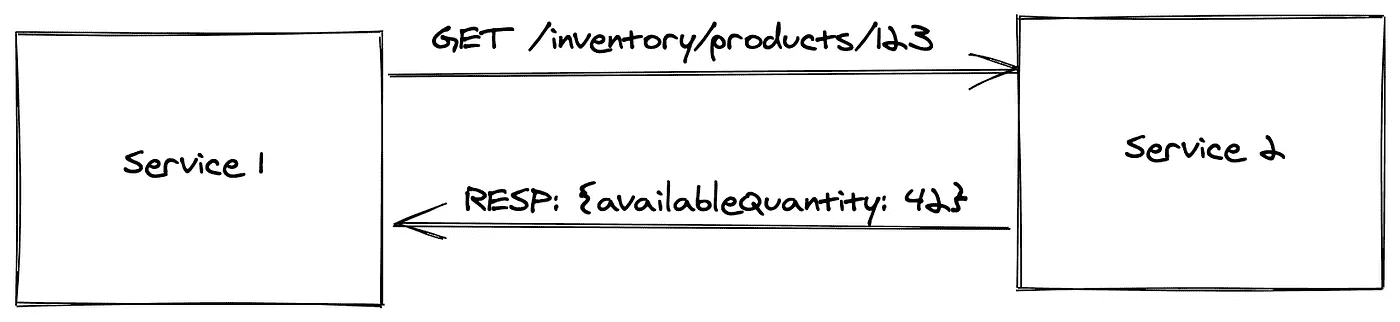 GET /inventory/products/123
Service 1
Service 2
RESP: {availableQuantity: 42}